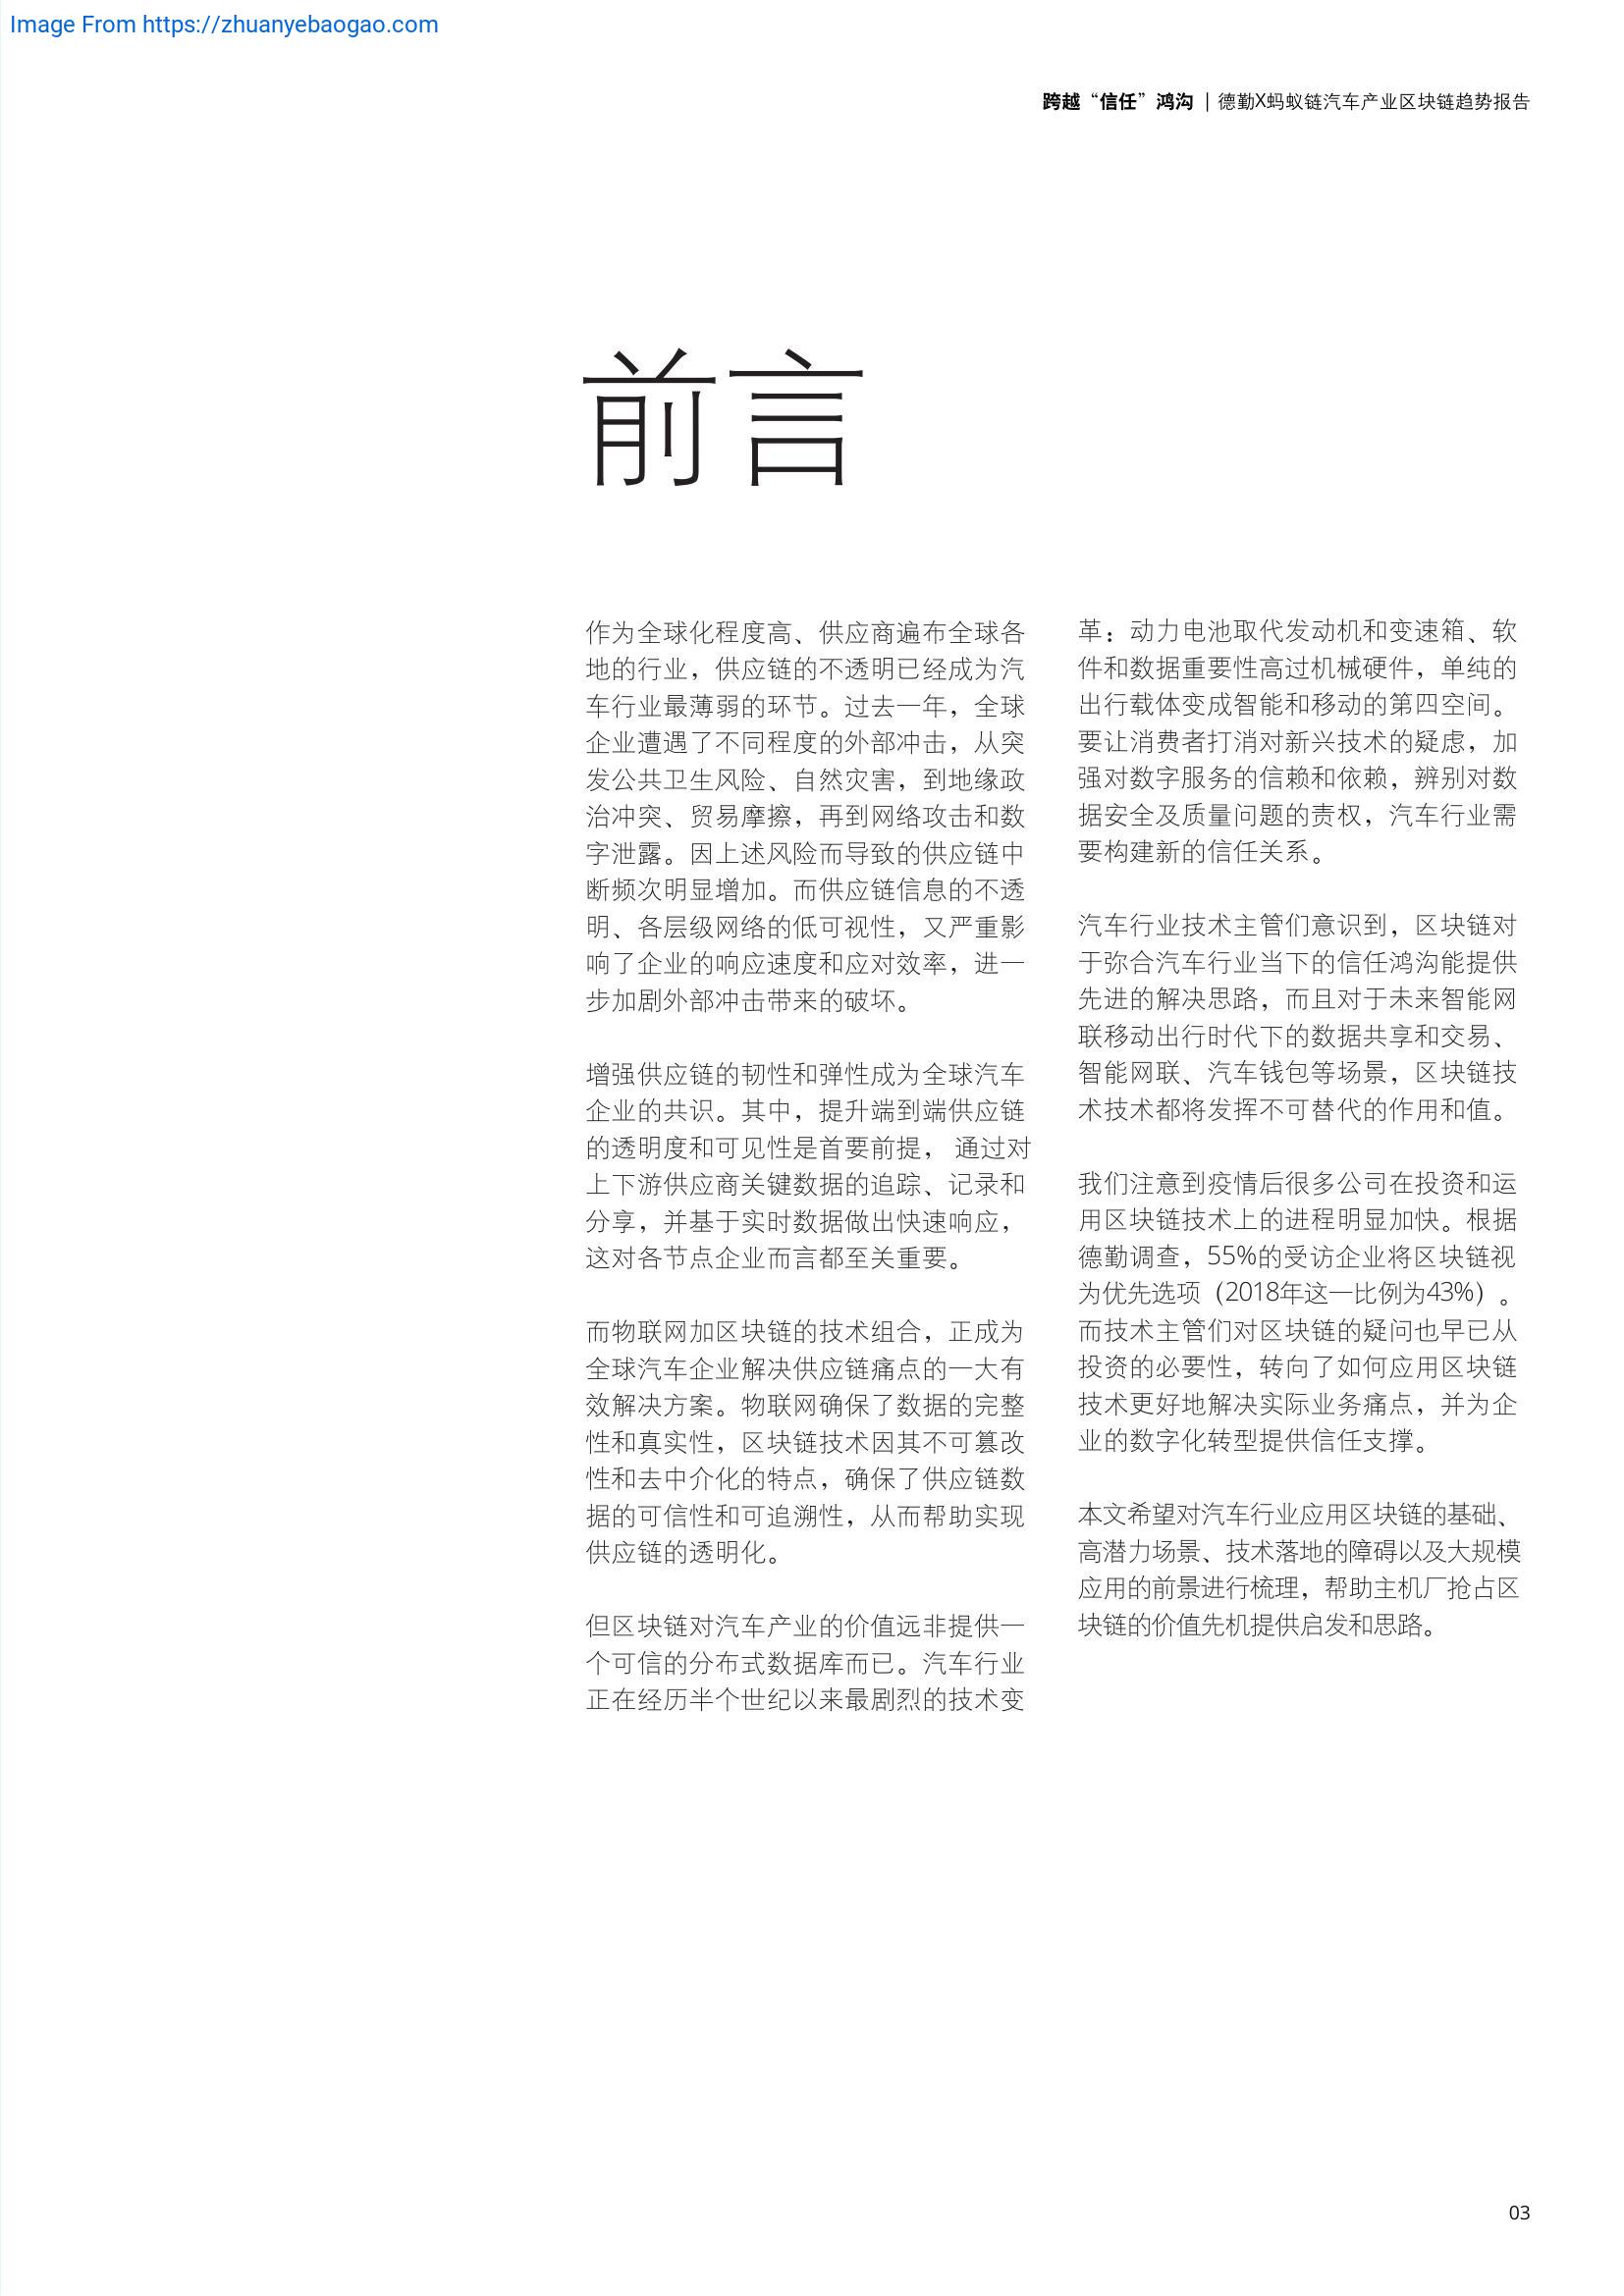 Image From https://zhuanyebaogao.com
跨越“信任”鸿沟 | 德勤X蚂蚁链汽车产业区块链趋势报告
前言
作为全球化程度高、供应商遍布全球各
地的行业，供应链的不透明已经成为汽
车行业最薄弱的环节。过去一年，全球
企业遭遇了不同程度的外部冲击，从突
发公共卫生风险、自然灾害，到地缘政
治冲突、贸易摩擦，再到网络攻击和数
字泄露。因上述风险而导致的供应链中
断频次明显增加。而供应链信息的不透
明、各层级网络的低可视性，又严重影
响了企业的响应速度和应对效率，进一
步加剧外部冲击带来的破坏。
增强供应链的韧性和弹性成为全球汽车
企业的共识。其中，提升端到端供应链
的透明度和可见性是首要前提， 通过对
上下游供应商关键数据的追踪、记录和
分享，并基于实时数据做出快速响应，
这对各节点企业而言都至关重要。
而物联网加区块链的技术组合，正成为
全球汽车企业解决供应链痛点的一大有
效解决方案。物联网确保了数据的完整
性和真实性，区块链技术因其不可篡改
性和去中介化的特点，确保了供应链数
据的可信性和可追溯性，从而帮助实现
供应链的透明化。
但区块链对汽车产业的价值远非提供一
个可信的分布式数据库而已。汽车行业
正在经历半个世纪以来最剧烈的技术变
革：动力电池取代发动机和变速箱、软
件和数据重要性高过机械硬件，单纯的
出行载体变成智能和移动的第四空间。
要让消费者打消对新兴技术的疑虑，加
强对数字服务的信赖和依赖，辨别对数
据安全及质量问题的责权，汽车行业需
要构建新的信任关系。
汽车行业技术主管们意识到，区块链对
于弥合汽车行业当下的信任鸿沟能提供
先进的解决思路，而且对于未来智能网
联移动出行时代下的数据共享和交易、
智能网联、汽车钱包等场景，区块链技
术技术都将发挥不可替代的作用和值。
我们注意到疫情后很多公司在投资和运
用区块链技术上的进程明显加快。根据
德勤调查，55%的受访企业将区块链视
为优先选项（2018年这一比例为43%）。
而技术主管们对区块链的疑问也早已从
投资的必要性，转向了如何应用区块链
技术更好地解决实际业务痛点，并为企
业的数字化转型提供信任支撑。
本文希望对汽车行业应用区块链的基础、
高潜力场景、技术落地的障碍以及大规模
应用的前景进行梳理，帮助主机厂抢占区
块链的价值先机提供启发和思路。
03